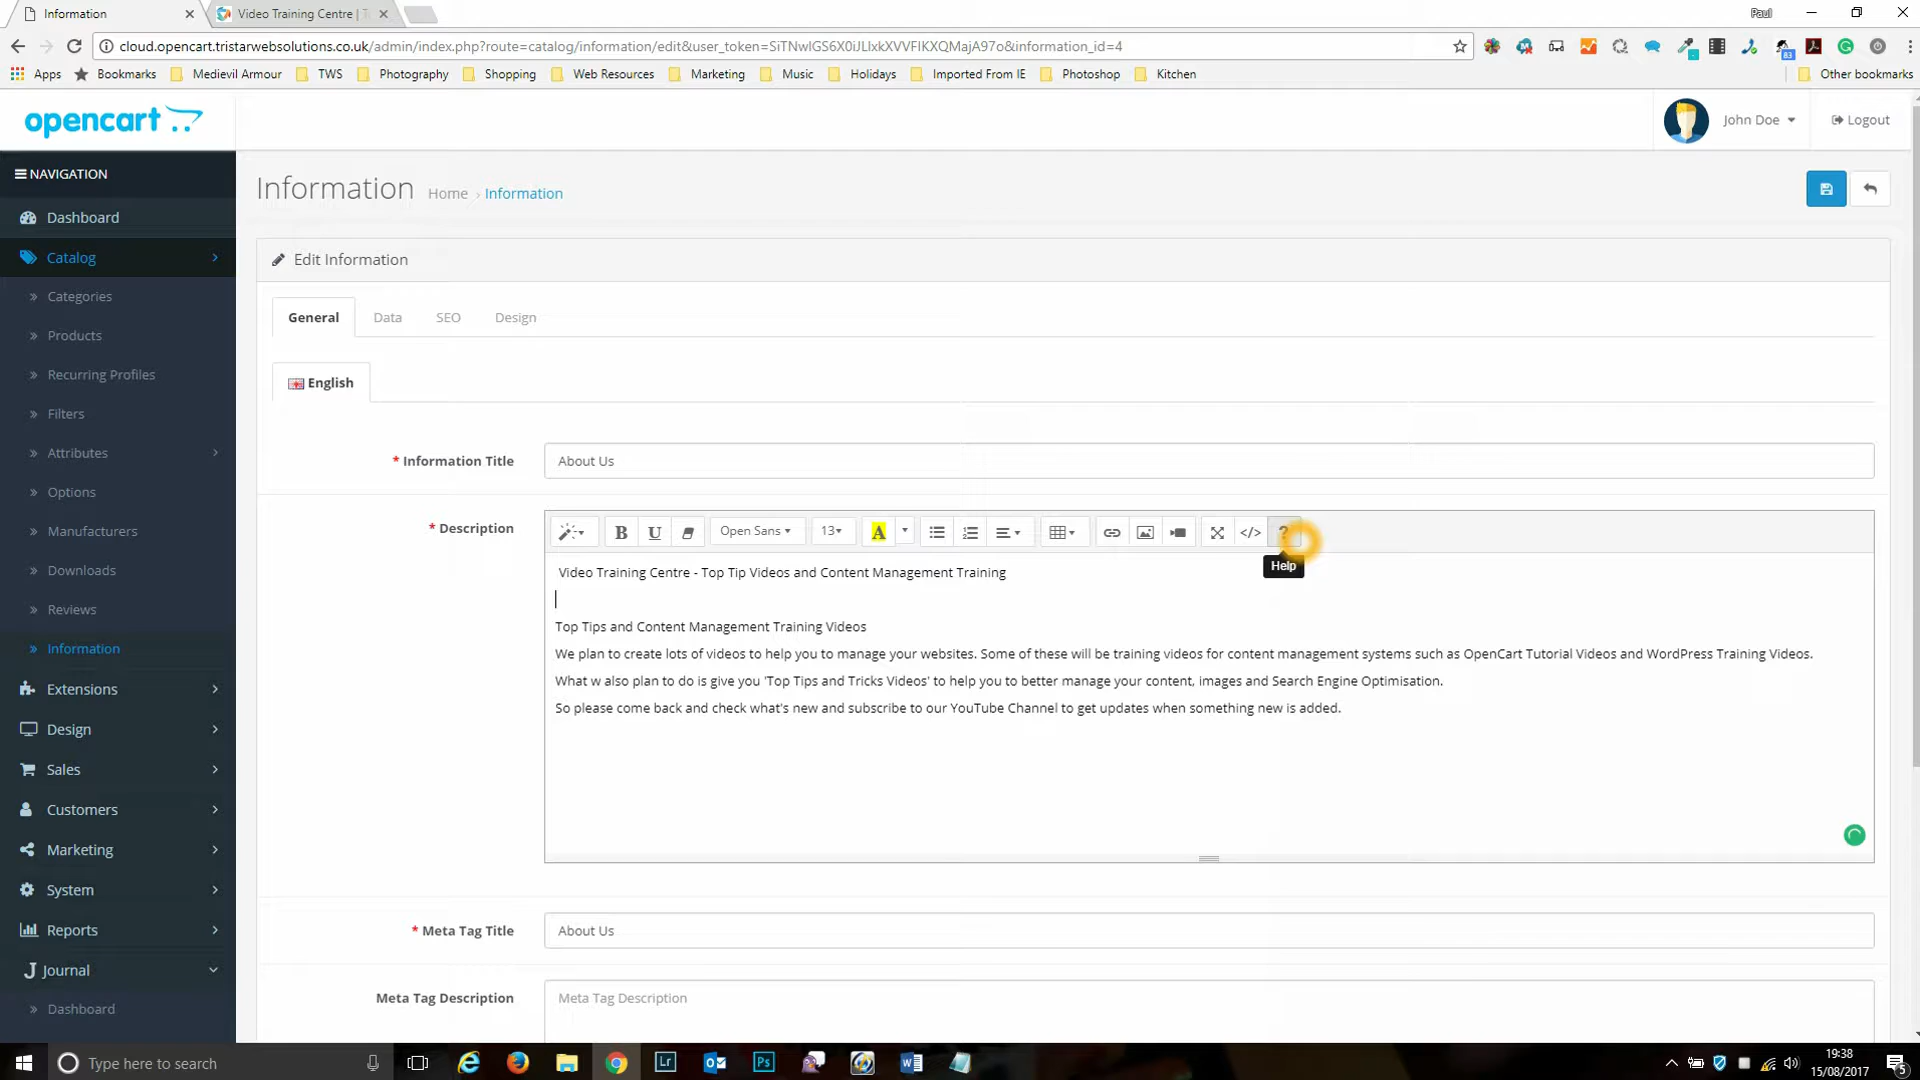 Information
Video Training Centre | T
Paul
cloud.opencart.tristarwebsolutions.co.uk/admin/index.php?route=catalog/information/edit&user_token=SiTNwIGS6X0iJLIxkXVVFIKXQMajA97o&information_id=4
Apps
Bookmarks
Medievil Armour
TWS
Photography
Shopping
Web Resources
Marketing
Music
Holidays
Imported From IE
Photoshop
Kitchen
Other bookmarks
opencart
John Doe
Logout
NAVIGATION
Dashboard
Catalog
Categories
Products
Recurring Profiles
Filters
Attributes
Options
Manufacturers
Downloads
Reviews
Information
Extensions
Design
Sales
Customers
Marketing
System
Reports
Journal
Dashboard
Information
Home › Information
Edit Information
General
Data
SEO
Design
English
* Information Title
About Us
* Description
B
U
Open Sans
13
A
</>
?
Help
Video Training Centre - Top Tip Videos and Content Management Training
Top Tips and Content Management Training Videos
We plan to create lots of videos to help you to manage your websites. Some of these will be training videos for content management systems such as OpenCart Tutorial Videos and WordPress Training Videos.
What w also plan to do is give you 'Top Tips and Tricks Videos' to help you to better manage your content, images and Search Engine Optimisation.
So please come back and check what's new and subscribe to our YouTube Channel to get updates when something new is added.
* Meta Tag Title
About Us
Meta Tag Description
Meta Tag Description
Type here to search
Lr
Ps
19:38
15/08/2017
5